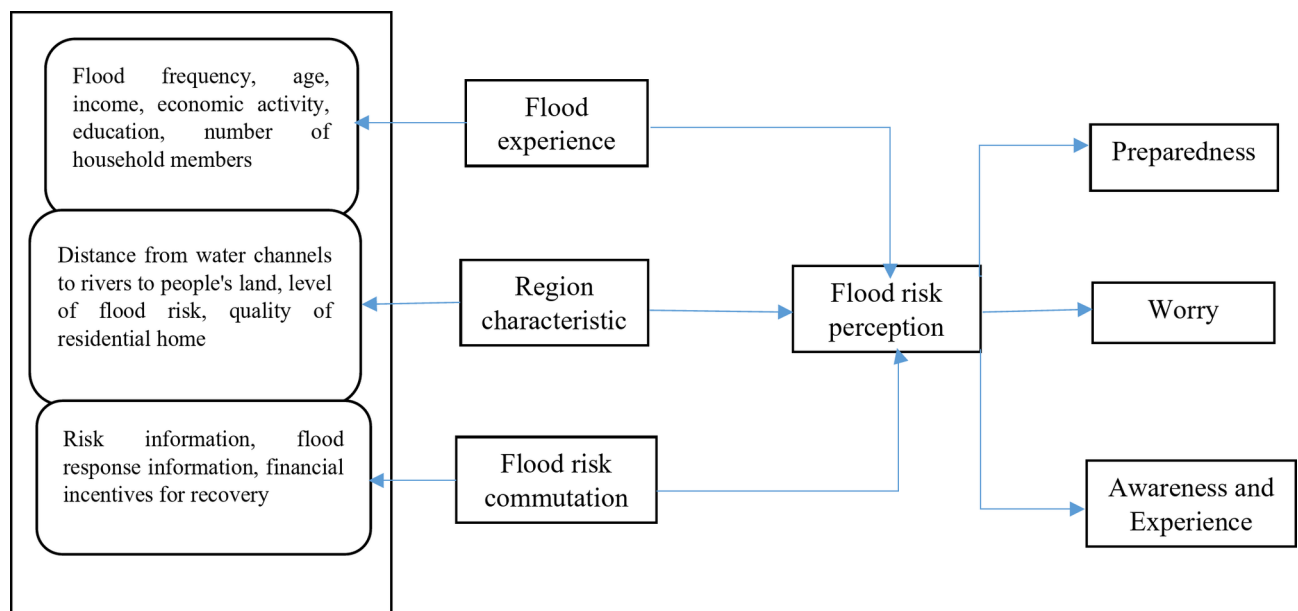 Flood frequency, age,
income, economic activity,
education, number of
household members
Distance from water channels
to rivers to people's land, level
of flood risk, quality of
residential home
Risk information, flood
response information, financial
incentives for recovery
Flood
experience
Region
characteristic
Flood risk
commutation
Flood risk
perception
Preparedness
Worry
Awareness and
Experience